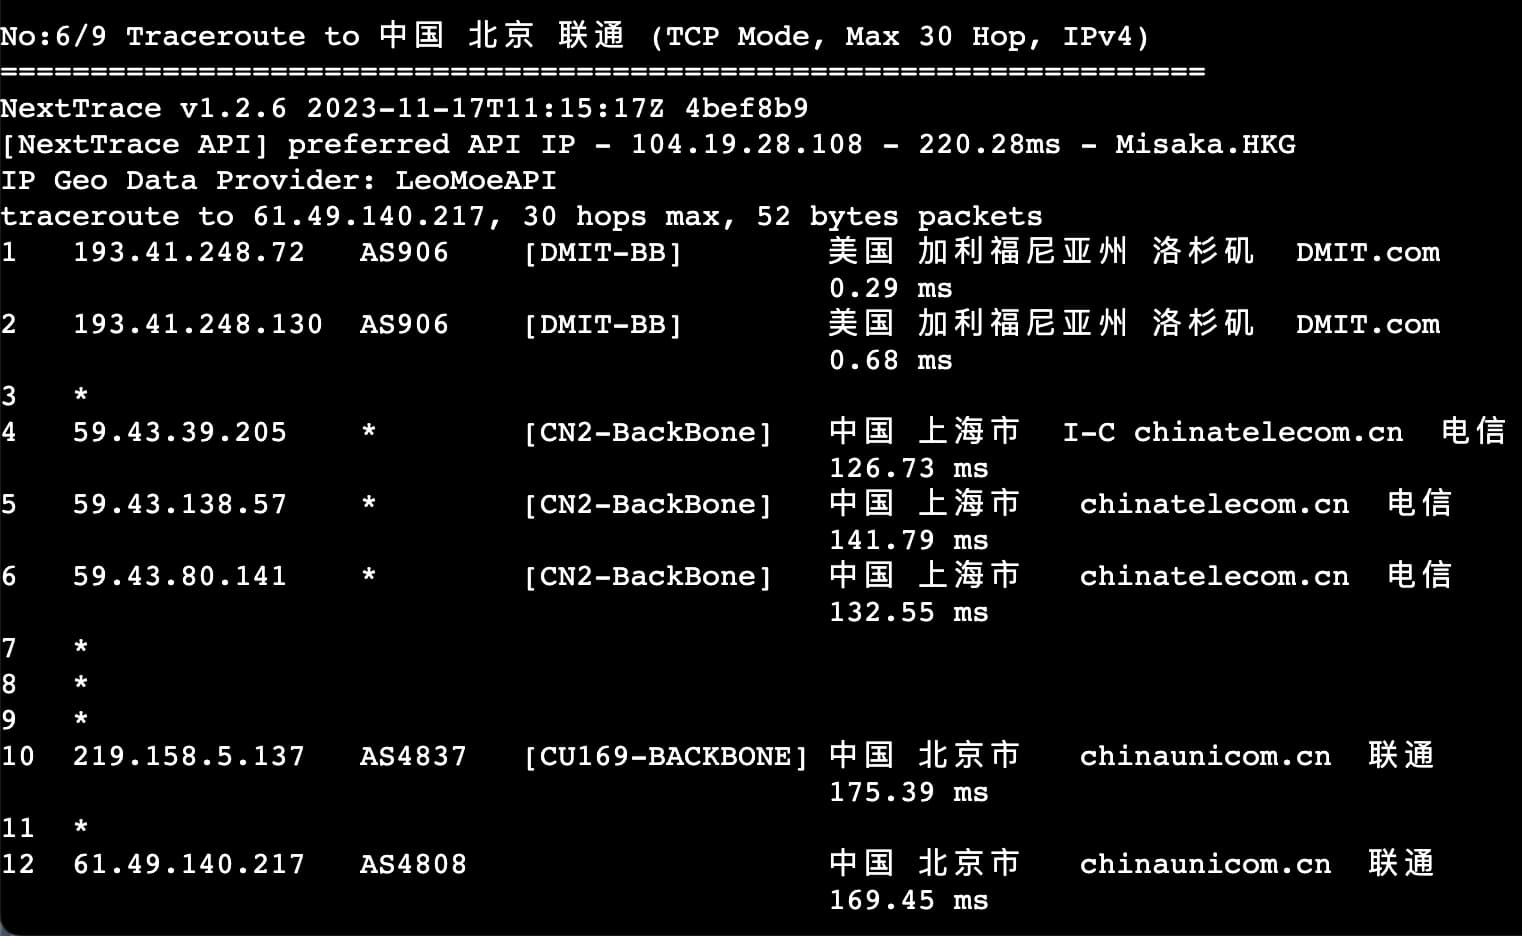 No:6/9 Traceroute to 中国 北京 联通 (TCP Mode, Max 30 Hop, IPv4)
===================================================================
NextTrace v1.2.6 2023-11-17T11:15:17Z 4bef8b9
[NextTrace API] preferred API IP - 104.19.28.108 - 220.28ms - Misaka.HKG
IP Geo Data Provider: LeoMoeAPI
traceroute to 61.49.140.217, 30 hops max, 52 bytes packets
1 193.41.248.72 AS906 [DMIT-BB] 美国 加利福尼亚州 洛杉矶 DMIT.com
0.29 ms
2 193.41.248.130 AS906 [DMIT-BB] 美国 加利福尼亚州 洛杉矶 DMIT.com
0.68 ms
3 *
4 59.43.39.205 * [CN2-BackBone] 中国 上海市 I-C chinatelecom.cn 电信
126.73 ms
5 59.43.138.57 * [CN2-BackBone] 中国 上海市 chinatelecom.cn 电信
141.79 ms
6 59.43.80.141 * [CN2-BackBone] 中国 上海市 chinatelecom.cn 电信
132.55 ms
7 *
8 *
9 *
10 219.158.5.137 AS4837 [CU169-BACKBONE] 中国 北京市 chinaunicom.cn 联通
175.39 ms
11 *
12 61.49.140.217 AS4808 中国 北京市 chinaunicom.cn 联通
169.45 ms